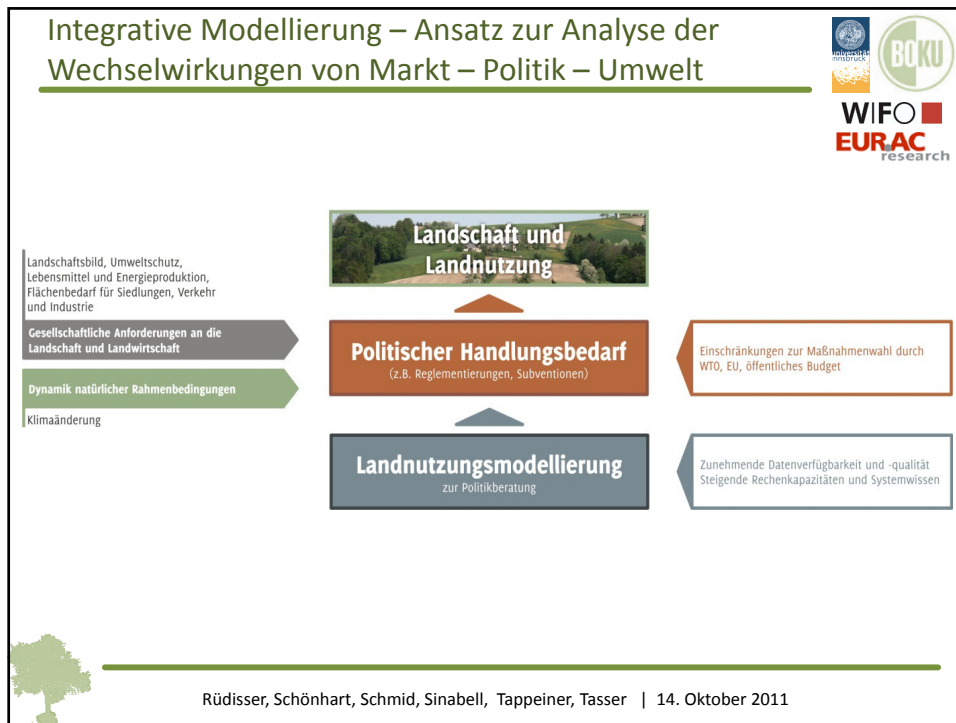 Integrative Modellierung – Ansatz zur Analyse der
Wechselwirkungen von Markt – Politik – Umwelt
universität
innsbruck
BOKU
WIFO
EURAC
research
Landschaft und
Landnutzung
Landschaftsbild, Umweltschutz,
Lebensmittel und Energieproduktion,
Flächenbedarf für Siedlungen, Verkehr
und Industrie
Gesellschaftliche Anforderungen an die
Landschaft und Landwirtschaft
Dynamik natürlicher Rahmenbedingungen
Klimaänderung
Politischer Handlungsbedarf
(z.B. Reglementierungen, Subventionen)
Einschränkungen zur Maßnahmenwahl durch
WTO, EU, öffentliches Budget
Landnutzungsmodellierung
zur Politikberatung
Zunehmende Datenverfügbarkeit und -qualität
Steigende Rechenkapazitäten und Systemwissen
Rüdisser, Schönhart, Schmid, Sinabell, Tappeiner, Tasser | 14. Oktober 2011